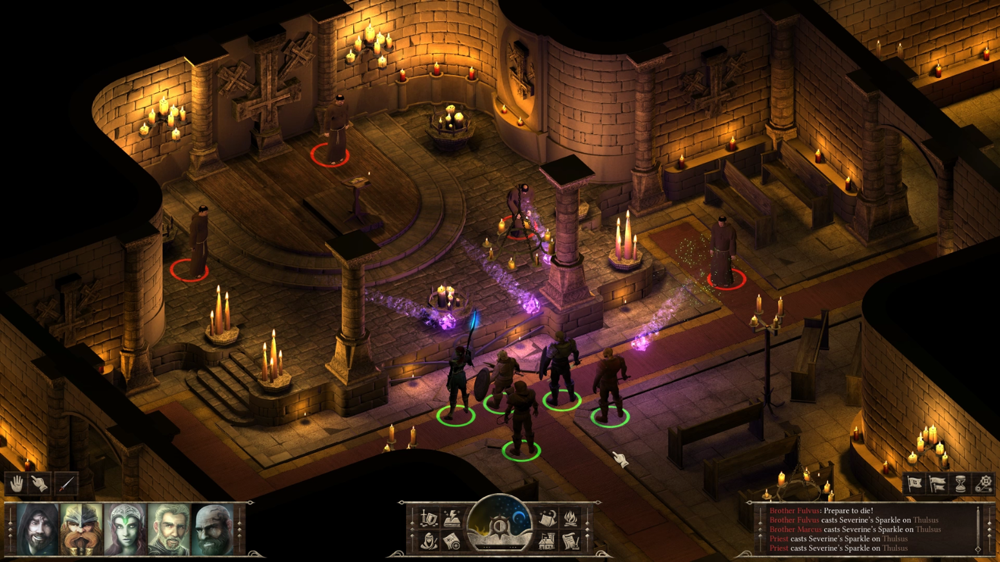 Brother Fulvus: Prepare to die!
Brother Fulvus casts Severine's Sparkle on Thulsus
Brother Marcus casts Severine's Sparkle on Thulsus
Priest casts Severine's Sparkle on Thulsus
Priest casts Severine's Sparkle on Thulsus